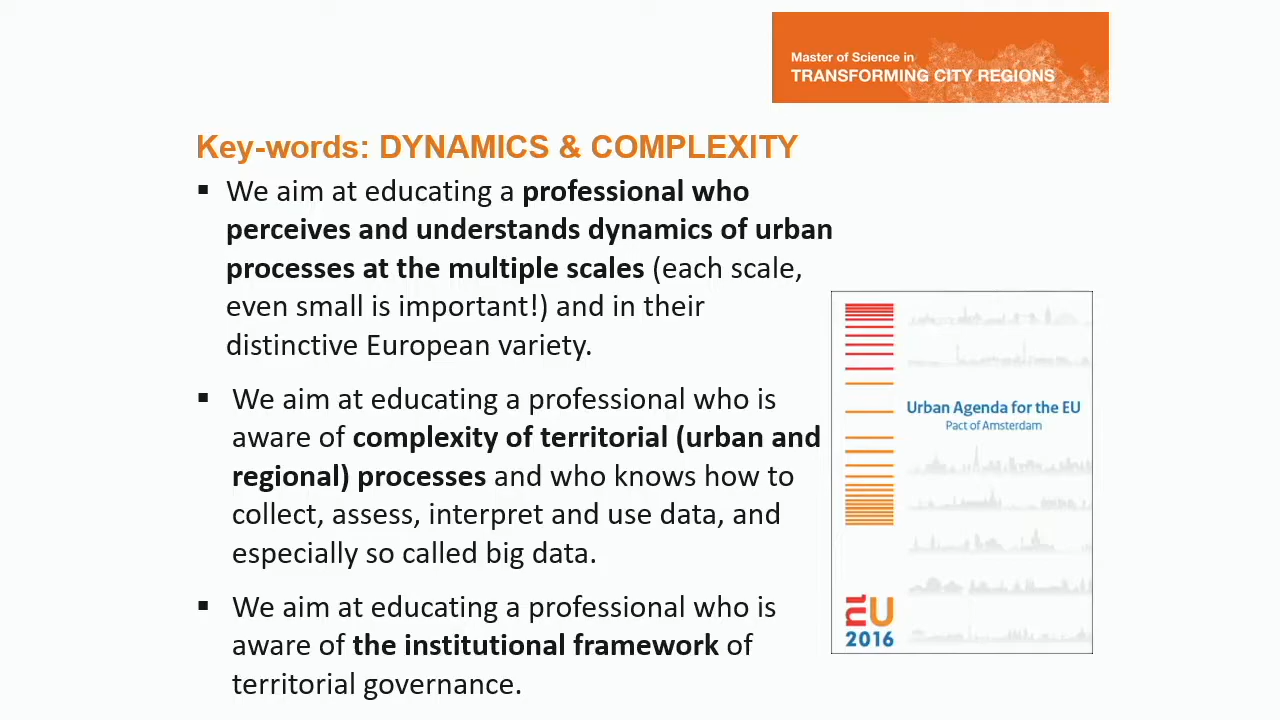 Master of Science in
TRANSFORMING CITY REGIONS
Key-words: DYNAMICS & COMPLEXITY
▪ We aim at educating a professional who
perceives and understands dynamics of urban
processes at the multiple scales (each scale,
even small is important!) and in their
distinctive European variety.
▪ We aim at educating a professional who is
aware of complexity of territorial (urban and
regional) processes and who knows how to
collect, assess, interpret and use data, and
especially so called big data.
▪ We aim at educating a professional who is
aware of the institutional framework of
territorial governance.
Urban Agenda for the EU
Pact of Amsterdam
nl
EU
2016